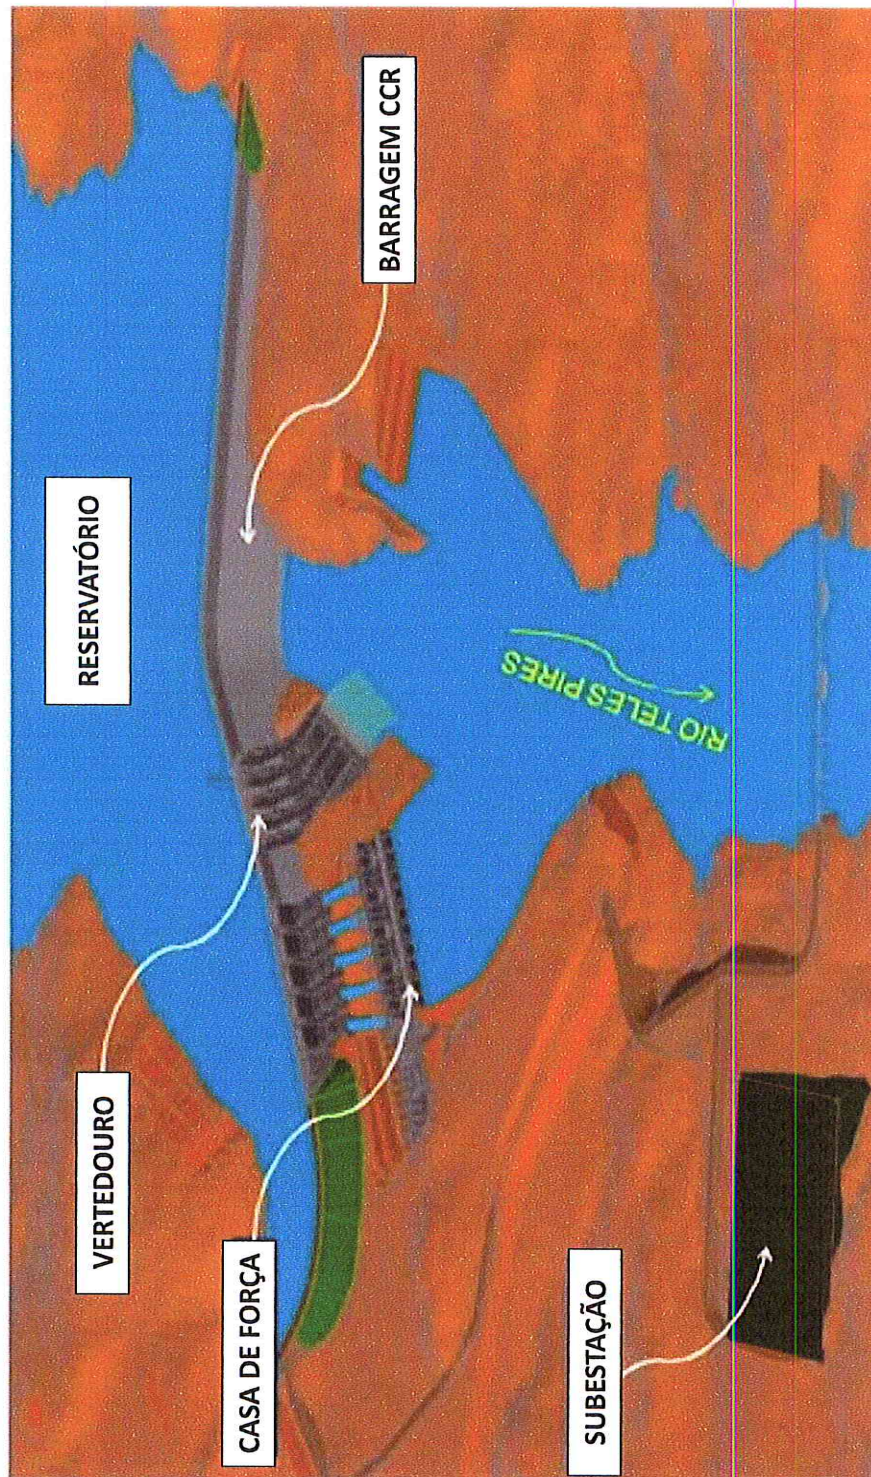 RESERVATÓRIO
BARRAGEM CCR
VERTEDOURO
CASA DE FORÇA
SUBESTAÇÃO
RIO TELES PIRES